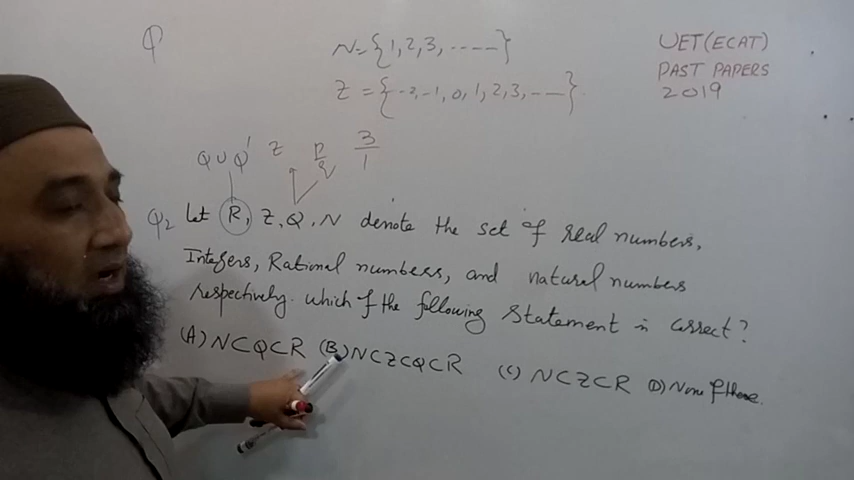 N = {1, 2, 3, -----}
UET(ECAT)
Z = {--2, -1, 0, 1, 2, 3, ---}
PAST PAPERS
2019
Q ∪ Q' Z P/q 3/1
Q2 Let R, Z, Q, N denote the set of real numbers,
Integers, Rational numbers, and natural numbers
respectively. which of the following statement is correct?
(A) N⊂Q⊂R (B) N⊂Z⊂Q⊂R (C) N⊂Z⊂R (D) None of these.